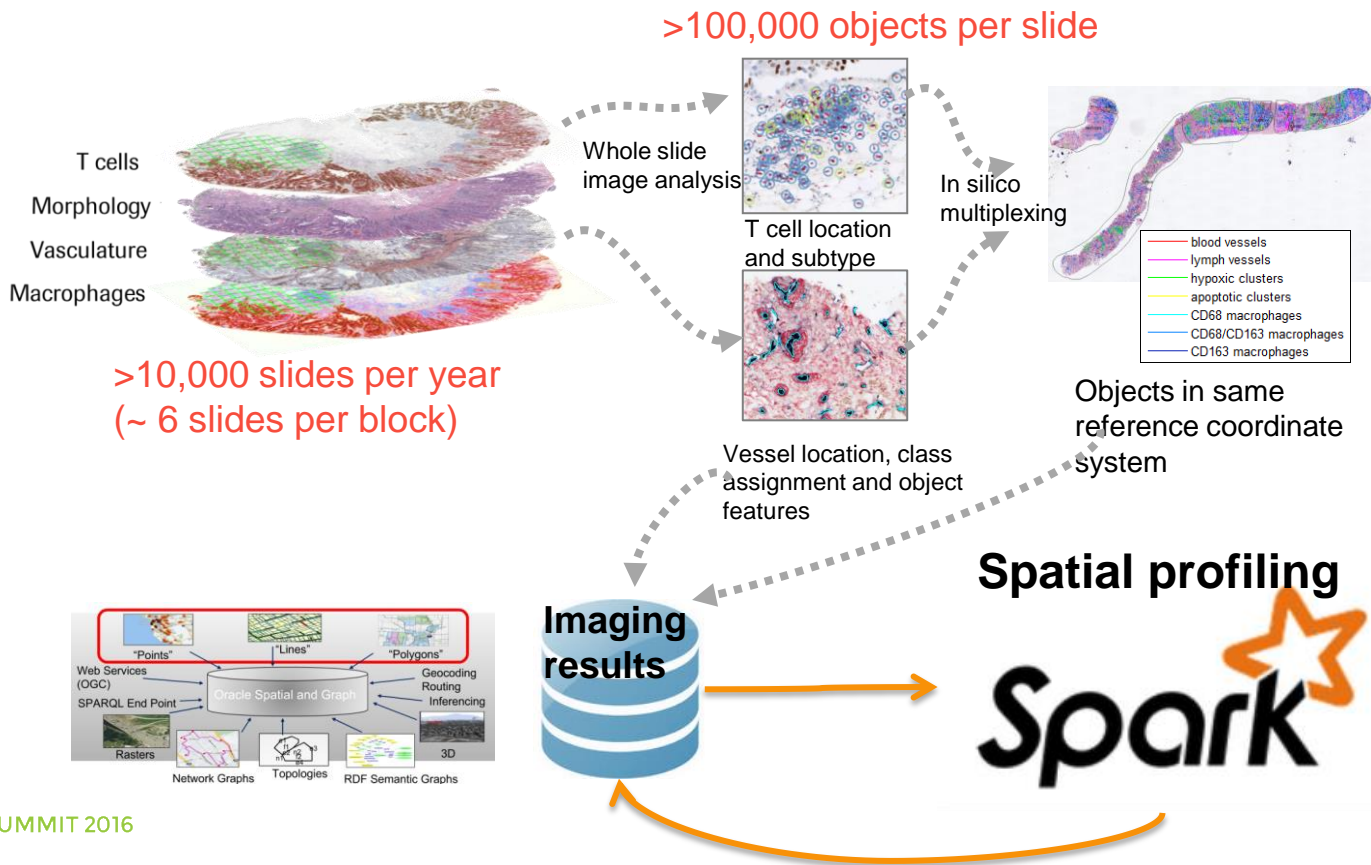 >100,000 objects per slide
T cells
Morphology
Vasculature
Macrophages
>10,000 slides per year
(~ 6 slides per block)
Whole slide
image analysis
T cell location
and subtype
In silico
multiplexing
blood vessels
lymph vessels
hypoxic clusters
apoptotic clusters
CD68 macrophages
CD68/CD163 macrophages
CD163 macrophages
Objects in same
reference coordinate
system
Vessel location, class
assignment and object
features
Spatial profiling
Imaging
results
Spark
"Points"
"Lines"
"Polygons"
Web Services
(OGC)
SPARQL End Point
Oracle Spatial and Graph
Geocoding
Routing
Inferencing
Rasters
Network Graphs
Topologies
RDF Semantic Graphs
3D
UMMIT 2016